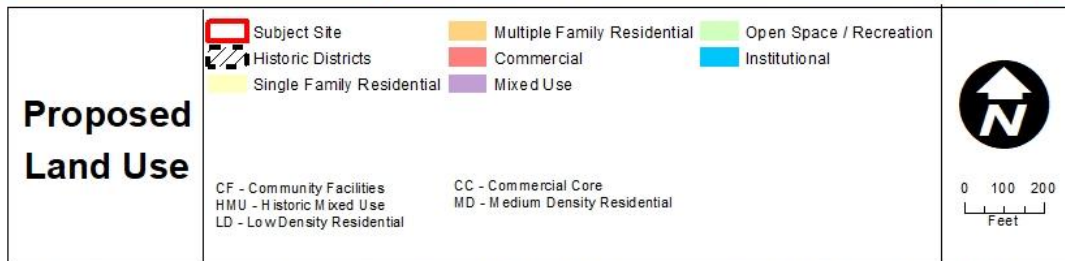 Proposed
Land Use
Subject Site
Historic Districts
Single Family Residential
Multiple Family Residential
Commercial
Mixed Use
Open Space / Recreation
Institutional
CF - Community Facilities
HMU - Historic Mixed Use
LD - Low Density Residential
CC - Commercial Core
MD - Medium Density Residential
N
0 100 200
Feet